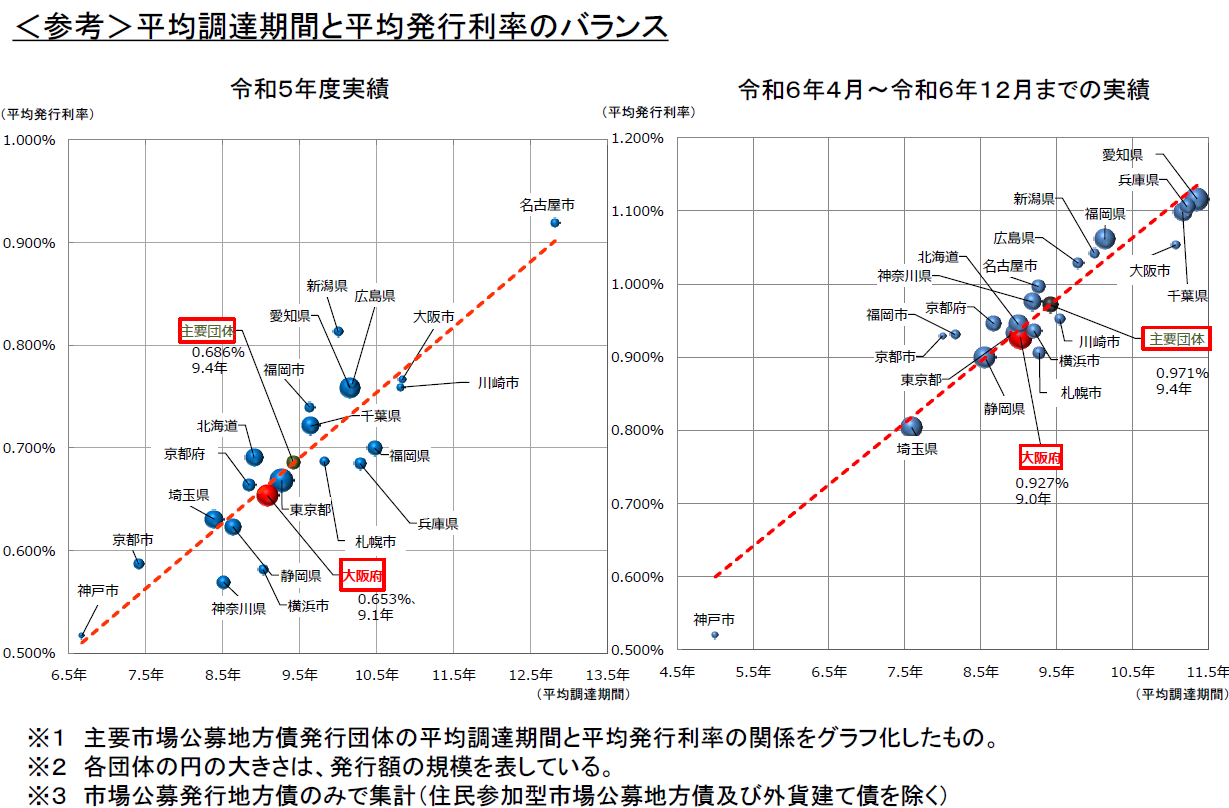 ＜参考＞平均調達期間と平均発行利率のバランス
令和５年度実績
（平均発行利率）
1.000%
0.900%
0.800%
0.700%
0.600%
0.500%
6.5年
7.5年
8.5年
9.5年
10.5年
11.5年
12.5年
13.5年
（平均調達期間）
名古屋市
新潟県
広島県
愛知県
大阪市
主要団体
0.686%
9.4年
福岡市
川崎市
千葉県
北海道
福岡県
京都府
埼玉県
東京都
兵庫県
京都市
札幌市
静岡県
大阪府
0.653%、
9.1年
神戸市
神奈川県
横浜市
令和６年４月～令和６年１２月までの実績
（平均発行利率）
1.200%
1.100%
1.000%
0.900%
0.800%
0.700%
0.600%
0.500%
4.5年
5.5年
6.5年
7.5年
8.5年
9.5年
10.5年
11.5年
（平均調達期間）
愛知県
兵庫県
新潟県
福岡県
広島県
北海道
名古屋市
大阪市
神奈川県
千葉県
京都府
福岡市
主要団体
0.971%
9.4年
川崎市
京都市
横浜市
東京都
札幌市
静岡県
埼玉県
大阪府
0.927%
9.0年
神戸市
※１　主要市場公募地方債発行団体の平均調達期間と平均発行利率の関係をグラフ化したもの。
※２　各団体の円の大きさは、発行額の規模を表している。
※３　市場公募発行地方債のみで集計（住民参加型市場公募地方債及び外貨建て債を除く）